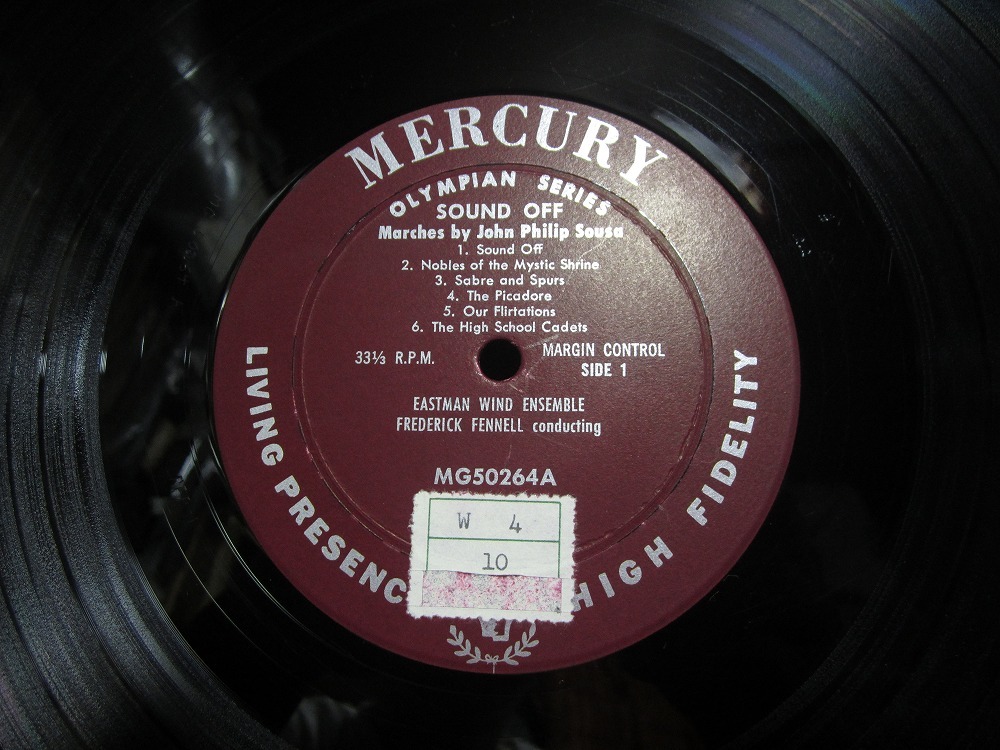 MERCURY
OLYMPIAN SERIES
SOUND OFF
Marches by John Philip Sousa
1. Sound Off
2. Nobles of the Mystic Shrine
3. Sabre and Spurs
4. The Picadore
5. Our Flirtations
6. The High School Cadets
33⅓ R.P.M.
MARGIN CONTROL
SIDE 1
EASTMAN WIND ENSEMBLE
FREDERICK FENNELL conducting
MG50264A
W 4
10
LIVING PRESENC
HIGH FIDELITY